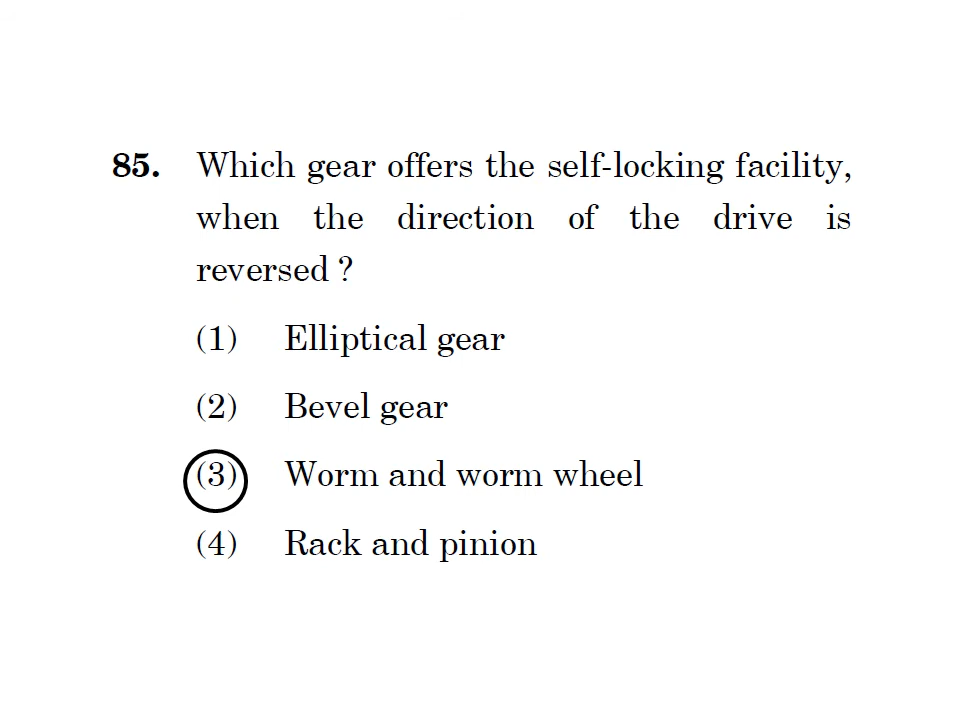 85. Which gear offers the self-locking facility,
when the direction of the drive is
reversed ?
(1) Elliptical gear
(2) Bevel gear
(3) Worm and worm wheel
(4) Rack and pinion